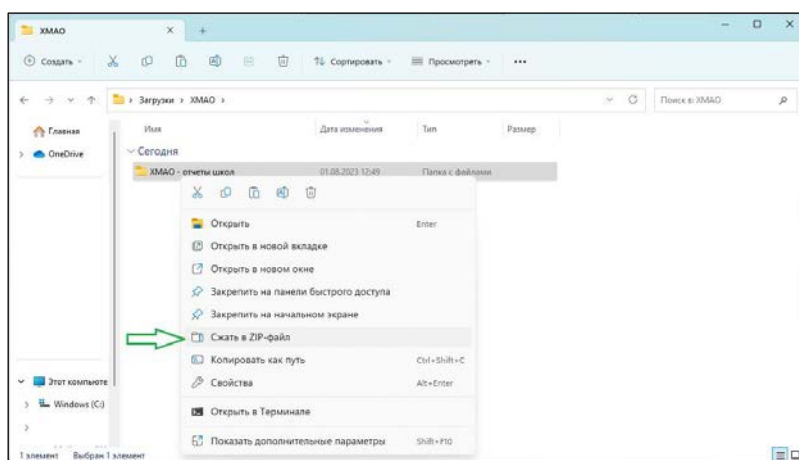 ХМАО
Создать
Сортировать
Просмотреть
Загрузки › ХМАО ›
Поиск в: ХМАО
Главная
OneDrive
Имя Дата изменения Тип Размер
Сегодня
ХМАО - отчеты школ 01.08.2023 12:49 Папка с файлами
Открыть Enter
Открыть в новой вкладке
Открыть в новом окне
Закрепить на панели быстрого доступа
Закрепить на начальном экране
Сжать в ZIP-файл
Копировать как путь Ctrl+Shift+C
Свойства Alt+Enter
Этот компьюте
Windows (C:)
Открыть в Терминале
Показать дополнительные параметры Shift+F10
1 элемент Выбран 1 элемент